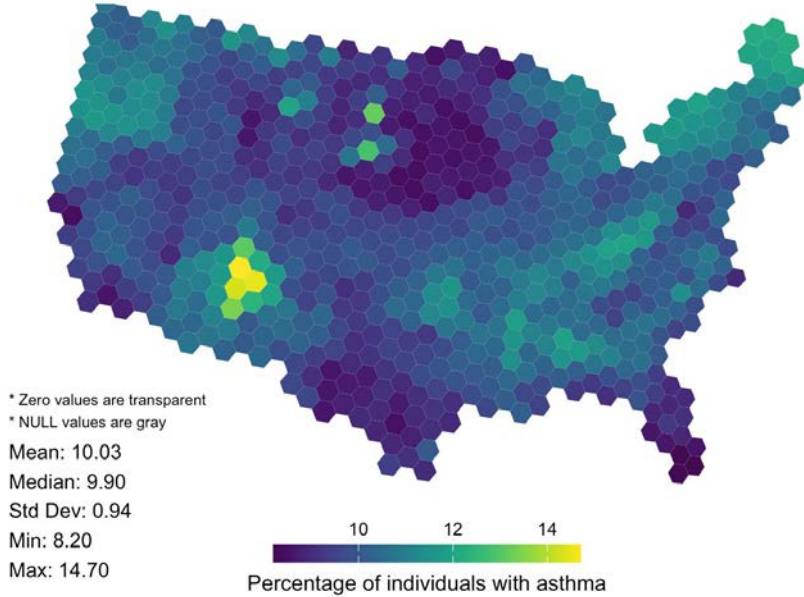 * Zero values are transparent
* NULL values are gray
Mean: 10.03
Median: 9.90
Std Dev: 0.94
Min: 8.20
Max: 14.70
10 12 14
Percentage of individuals with asthma